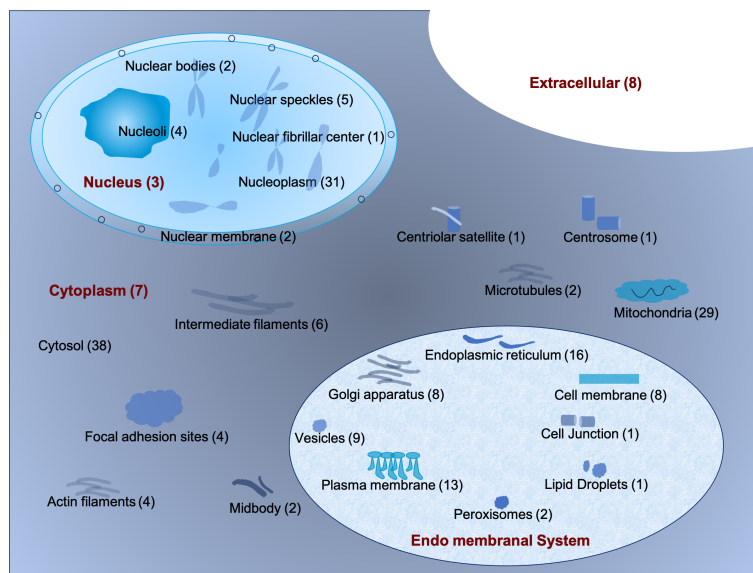 Nuclear bodies (2)
Extracellular (8)
Nuclear speckles (5)
Nucleoli (4)
Nuclear fibrillar center (1)
Nucleus (3)
Nucleoplasm (31)
Nuclear membrane (2)
Centriolar satellite (1)
Centrosome (1)
Cytoplasm (7)
Microtubules (2)
Mitochondria (29)
Intermediate filaments (6)
Cytosol (38)
Endoplasmic reticulum (16)
Golgi apparatus (8)
Cell membrane (8)
Focal adhesion sites (4)
Vesicles (9)
Cell Junction (1)
Plasma membrane (13)
Lipid Droplets (1)
Actin filaments (4)
Midbody (2)
Peroxisomes (2)
Endo membranal System